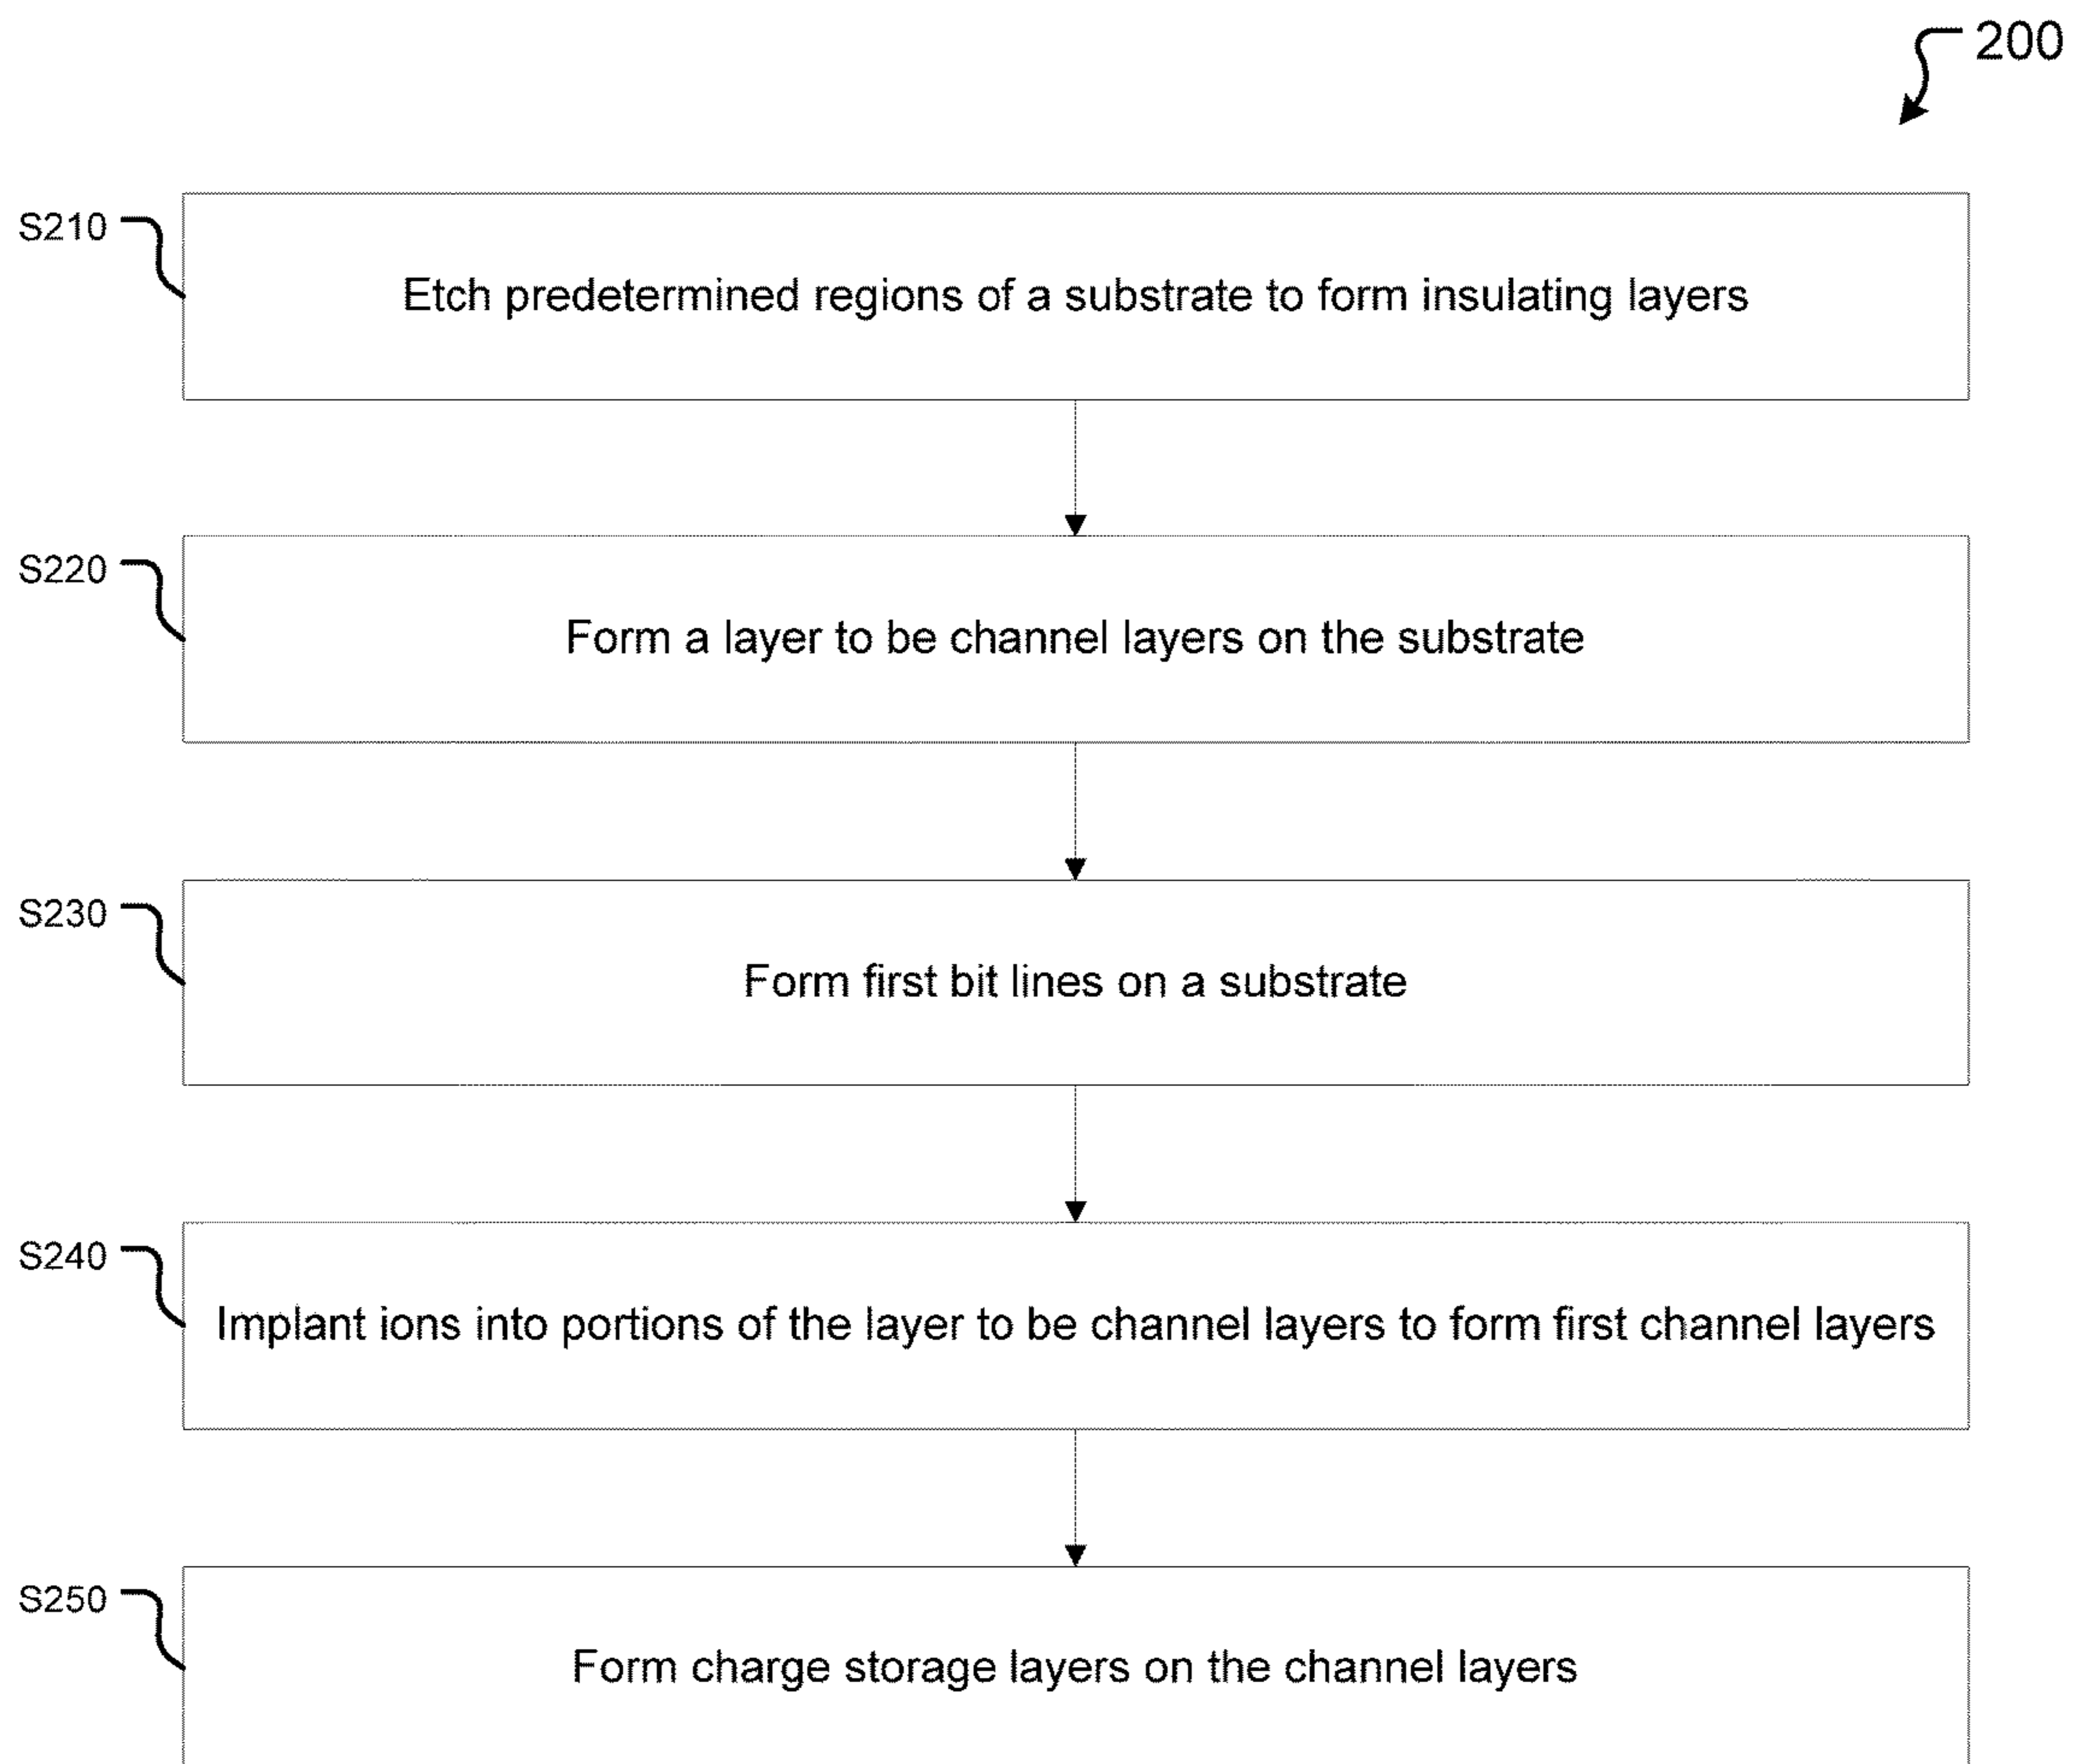 200
S210
Etch predetermined regions of a substrate to form insulating layers
S220
Form a layer to be channel layers on the substrate
S230
Form first bit lines on a substrate
S240
Implant ions into portions of the layer to be channel layers to form first channel layers
S250
Form charge storage layers on the channel layers